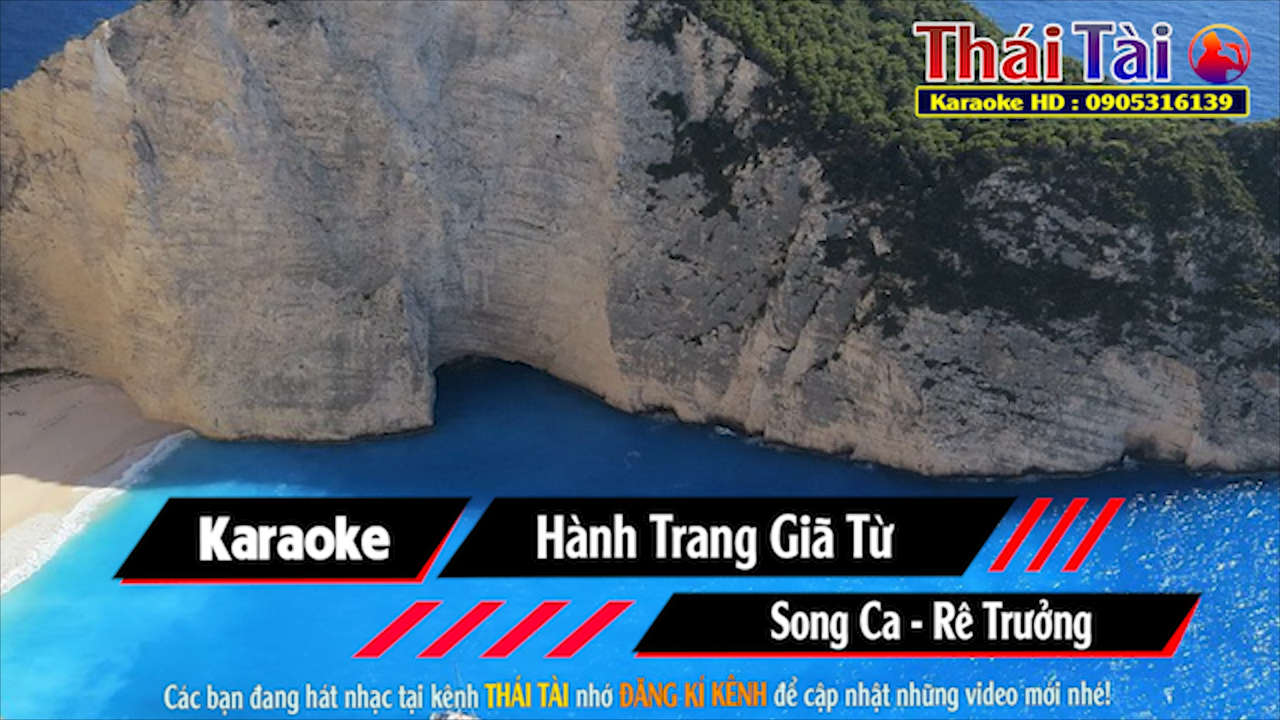 Thái Tài
Karaoke HD : 0905316139
Karaoke
Hành Trang Giã Từ
Song Ca - Rê Trưởng
Các bạn đang hát nhạc tại kênh THÁI TÀI nhớ ĐĂNG KÍ KÊNH để cập nhật những video mới nhé!